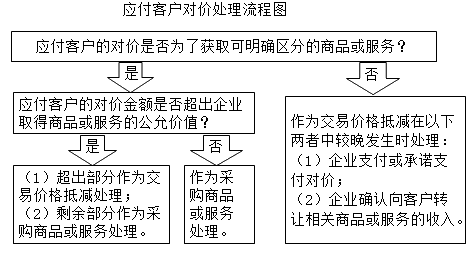 应付客户对价处理流程图
应付客户的对价是否为了获取可明确区分的商品或服务？
是
否
应付客户的对价金额是否超出企业
取得商品或服务的公允价值？
是
否
（1）超出部分作为交
易价格抵减处理；
（2）剩余部分作为采
购商品或服务处理。
作为采
购商品
或服务
处理。
作为交易价格抵减在以下
两者中较晚发生时处理：
（1）企业支付或承诺支
付对价；
（2）企业确认向客户转
让相关商品或服务的收入。